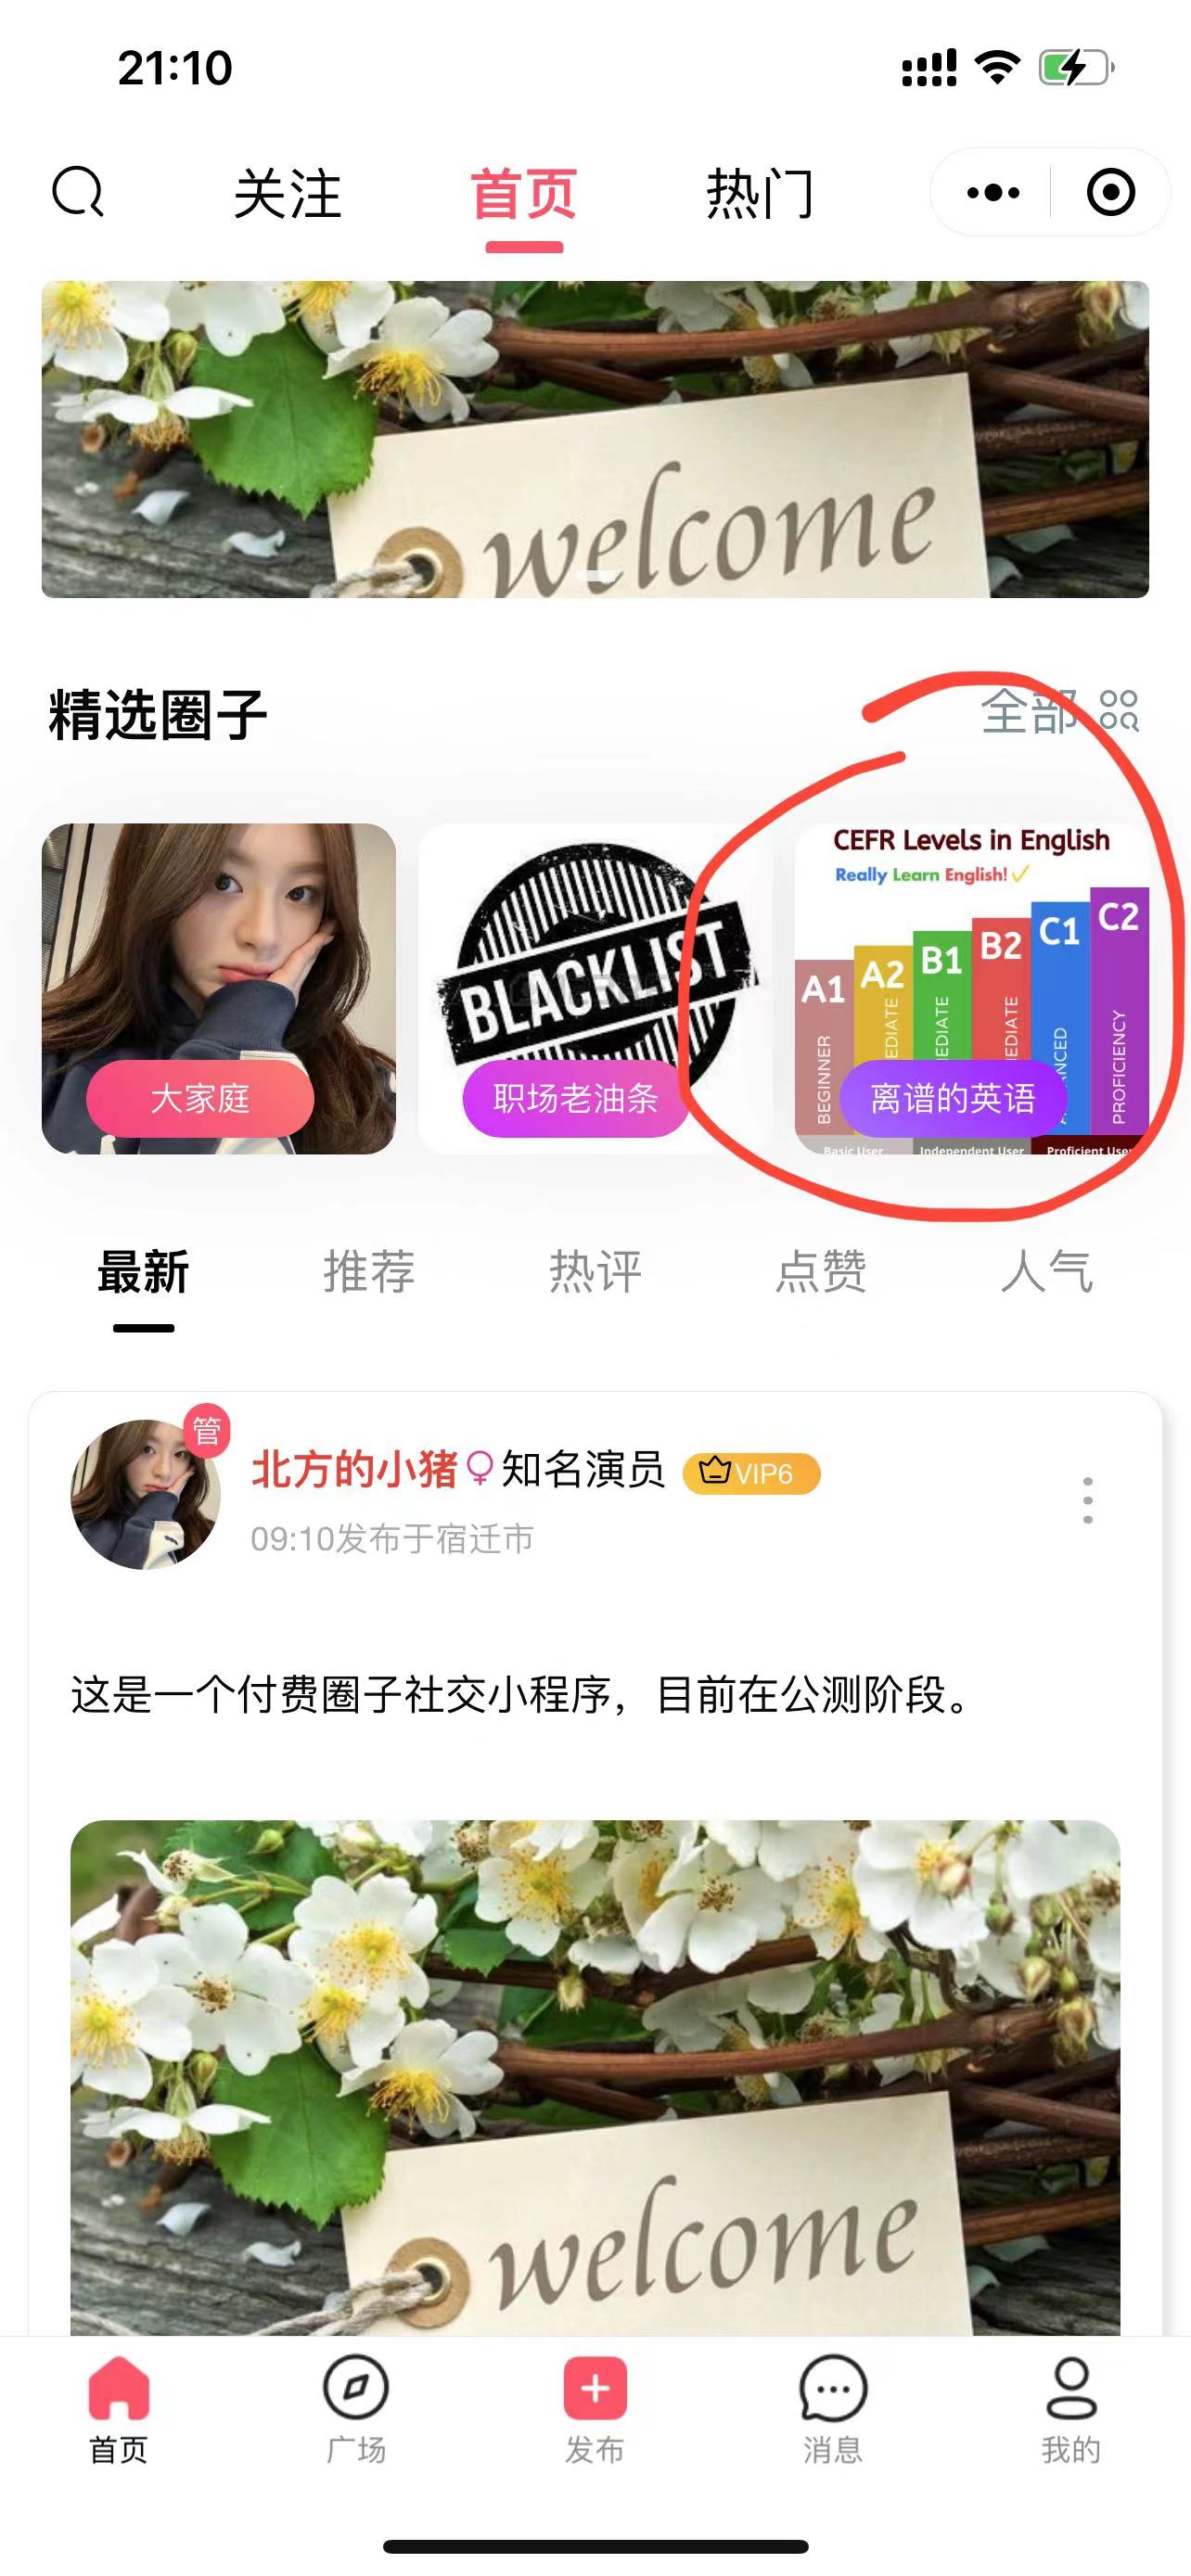 21:10
关注 首页 热门
welcome
精选圈子 全部
CEFR Levels in English
Really Learn English!
A1 A2 B1 B2 C1 C2
BLACKLIST
BEGINNER
PROFICIENCY
大家庭 职场老油条 离谱的英语
Basic User Independent User Proficient User
最新 推荐 热评 点赞 人气
管
北方的小猪♀知名演员 VIP6
09:10发布于宿迁市
这是一个付费圈子社交小程序，目前在公测阶段。
welcome
首页 广场 发布 消息 我的